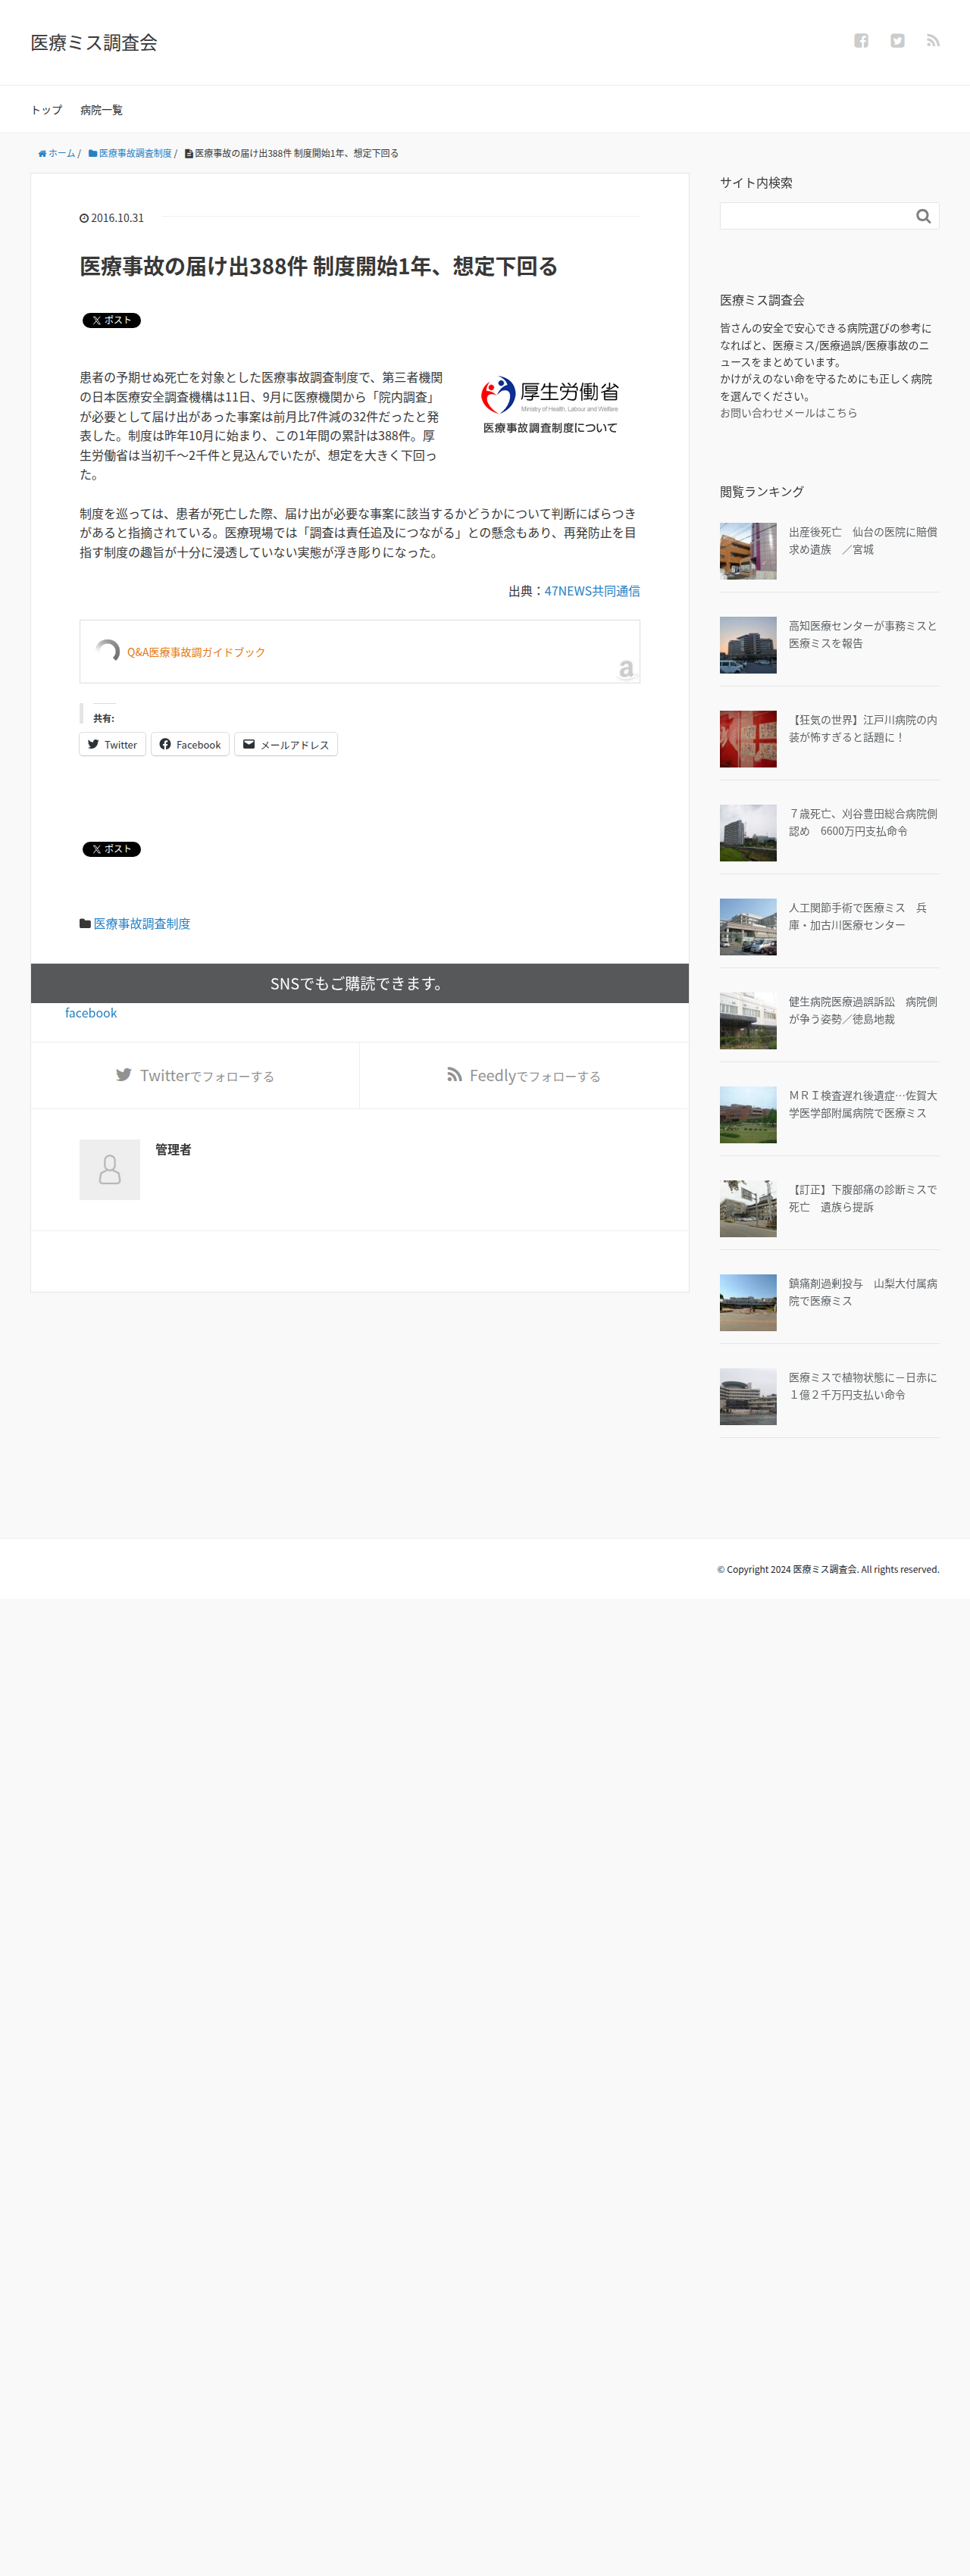 医療ミス調査会
トップ
病院一覧
ホーム /
医療事故調査制度 /
医療事故の届け出388件 制度開始1年、想定下回る
2016.10.31
医療事故の届け出388件 制度開始1年、想定下回る
ポスト
患者の予期せぬ死亡を対象とした医療事故調査制度で、第三者機関
の日本医療安全調査機構は11日、9月に医療機関から「院内調査」
が必要として届け出があった事案は前月比7件減の32件だったと発
表した。制度は昨年10月に始まり、この1年間の累計は388件。厚
生労働省は当初千〜2千件と見込んでいたが、想定を大きく下回っ
た。
厚生労働省
Ministry of Health, Labour and Welfare
医療事故調査制度について
制度を巡っては、患者が死亡した際、届け出が必要な事案に該当するかどうかについて判断にばらつき
があると指摘されている。医療現場では「調査は責任追及につながる」との懸念もあり、再発防止を目
指す制度の趣旨が十分に浸透していない実態が浮き彫りになった。
出典：47NEWS共同通信
Q&A医療事故調ガイドブック
a
共有:
Twitter
Facebook
メールアドレス
ポスト
医療事故調査制度
SNSでもご購読できます。
facebook
Twitterでフォローする
Feedlyでフォローする
管理者
サイト内検索
医療ミス調査会
皆さんの安全で安心できる病院選びの参考に
なればと、医療ミス/医療過誤/医療事故のニ
ュースをまとめています。
かけがえのない命を守るためにも正しく病院
を選んでください。
お問い合わせメールはこちら
閲覧ランキング
出産後死亡　仙台の医院に賠償
求め遺族　／宮城
高知医療センターが事務ミスと
医療ミスを報告
【狂気の世界】江戸川病院の内
装が怖すぎると話題に！
７歳死亡、刈谷豊田総合病院側
認め　6600万円支払命令
人工関節手術で医療ミス　兵
庫・加古川医療センター
健生病院医療過誤訴訟　病院側
が争う姿勢／徳島地裁
ＭＲＩ検査遅れ後遺症…佐賀大
学医学部附属病院で医療ミス
【訂正】下腹部痛の診断ミスで
死亡　遺族ら提訴
鎮痛剤過剰投与　山梨大付属病
院で医療ミス
医療ミスで植物状態に－日赤に
１億２千万円支払い命令
© Copyright 2024 医療ミス調査会. All rights reserved.